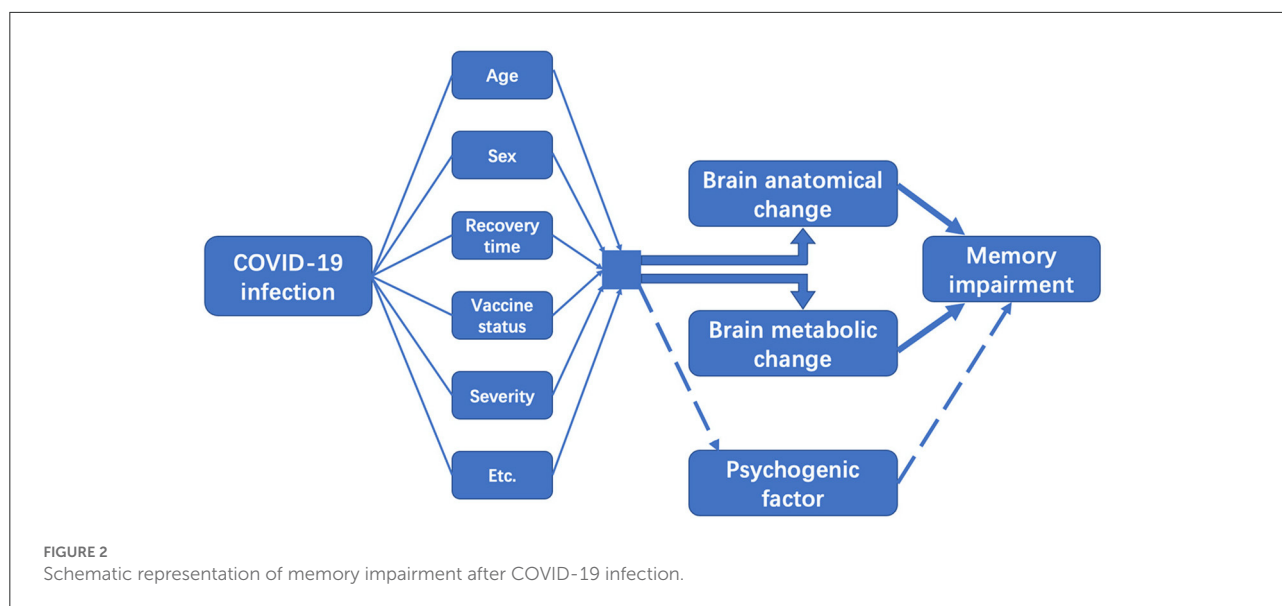 Age
Sex
Recovery
time
Vaccine
status
Severity
Etc.
COVID-19
infection
Brain anatomical
change
Brain metabolic
change
Psychogenic
factor
Memory
impairment
FIGURE 2
Schematic representation of memory impairment after COVID-19 infection.